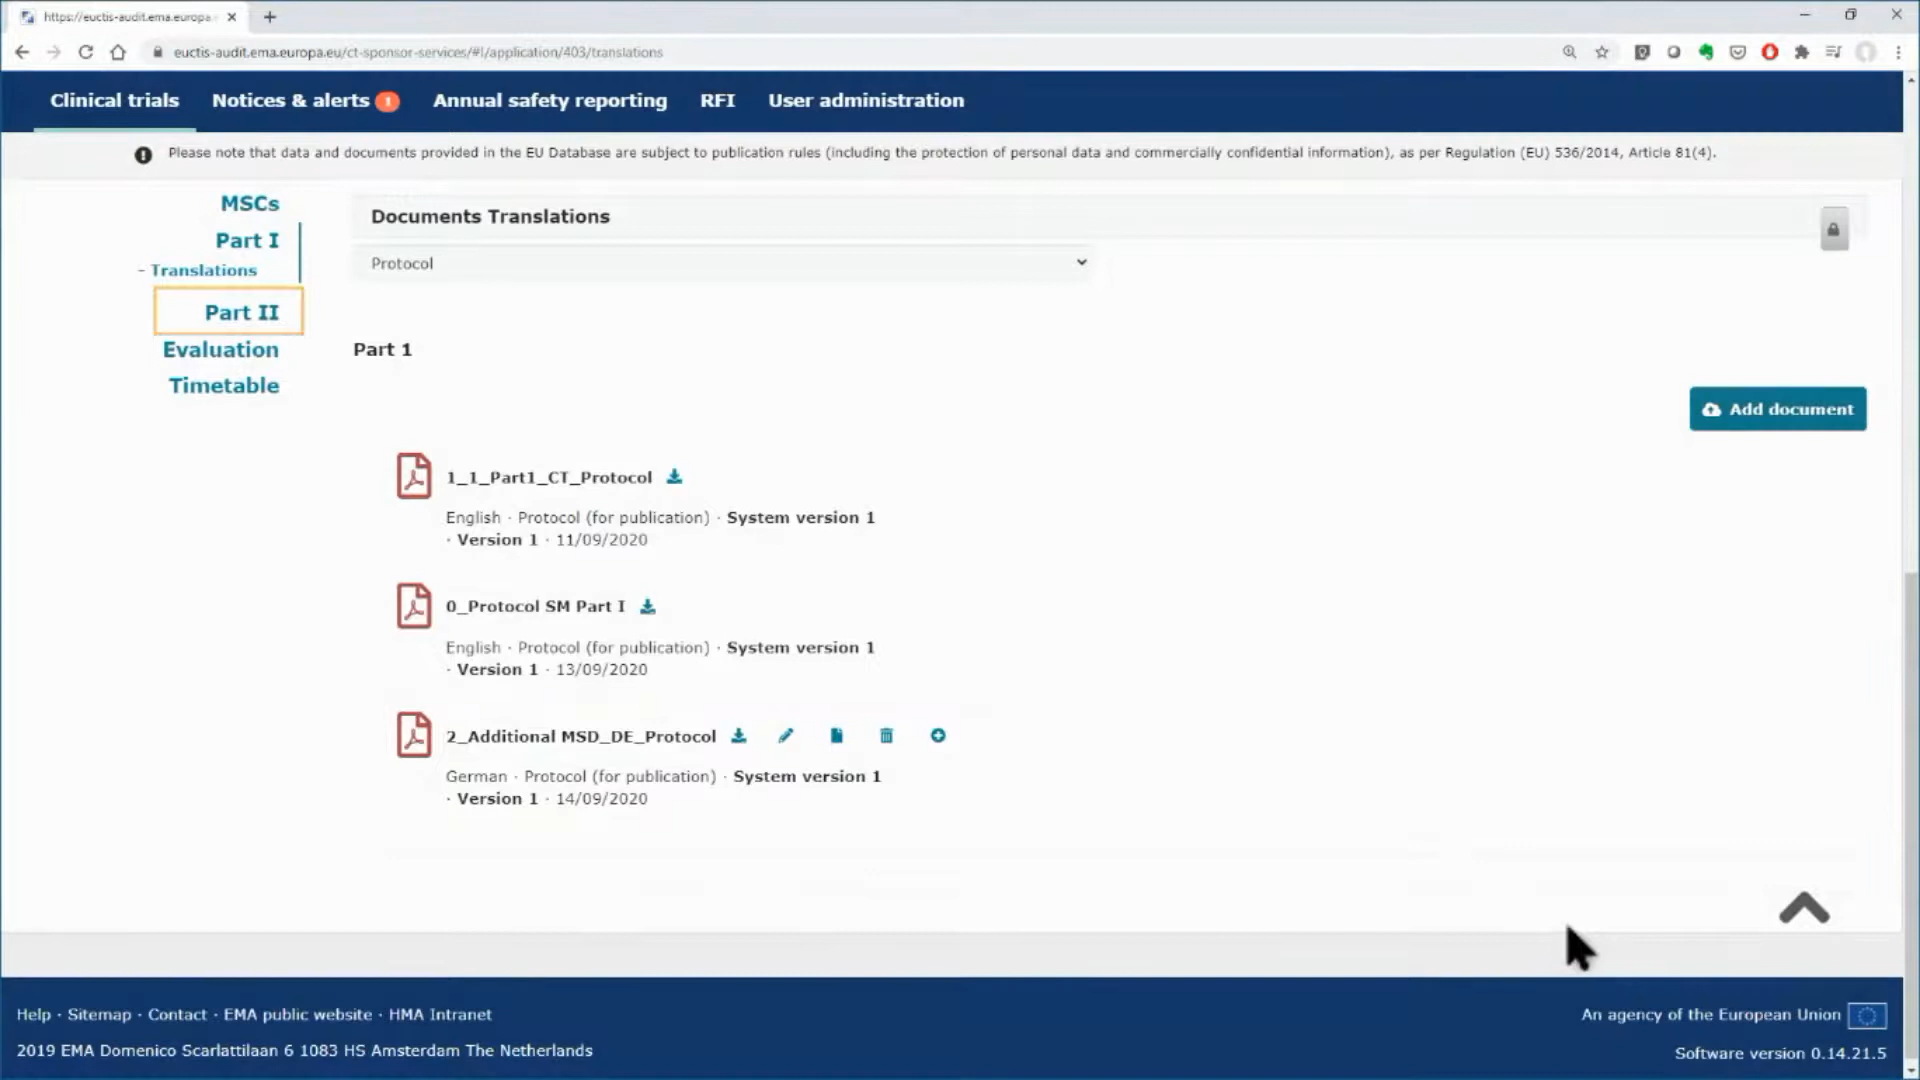 https://euctis-audit.ema.europa
euctis-audit.ema.europa.eu/ct-sponsor-services/#!/application/403/translations
Clinical trials
Notices & alerts 1
Annual safety reporting
RFI
User administration
Please note that data and documents provided in the EU Database are subject to publication rules (including the protection of personal data and commercially confidential information), as per Regulation (EU) 536/2014, Article 81(4).
MSCs
Part I
- Translations
Part II
Evaluation
Timetable
Documents Translations
Protocol
Part 1
Add document
1_1_Part1_CT_Protocol
English · Protocol (for publication) · System version 1
· Version 1 · 11/09/2020
0_Protocol SM Part I
English · Protocol (for publication) · System version 1
· Version 1 · 13/09/2020
2_Additional MSD_DE_Protocol
German · Protocol (for publication) · System version 1
· Version 1 · 14/09/2020
Help · Sitemap · Contact · EMA public website · HMA Intranet
An agency of the European Union
2019 EMA Domenico Scarlattilaan 6 1083 HS Amsterdam The Netherlands
Software version 0.14.21.5